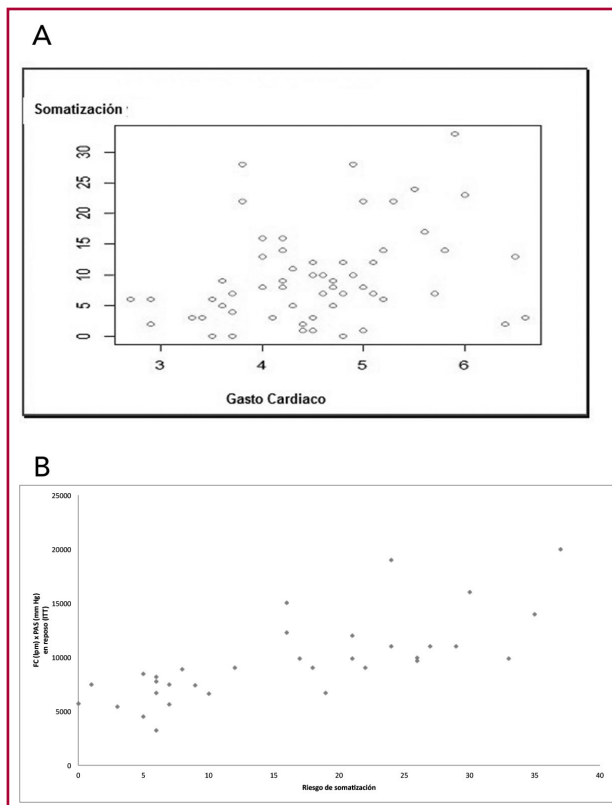 A
Somatización :
30
25
20
15
10
5
0
3 4 5 6
Gasto Cardiaco
B
25000
20000
15000
10000
5000
0
FC (lpm) x PAS (mm Hg)
en reposo (ITT)
0 5 10 15 20 25 30 35 40
Riesgo de somatización